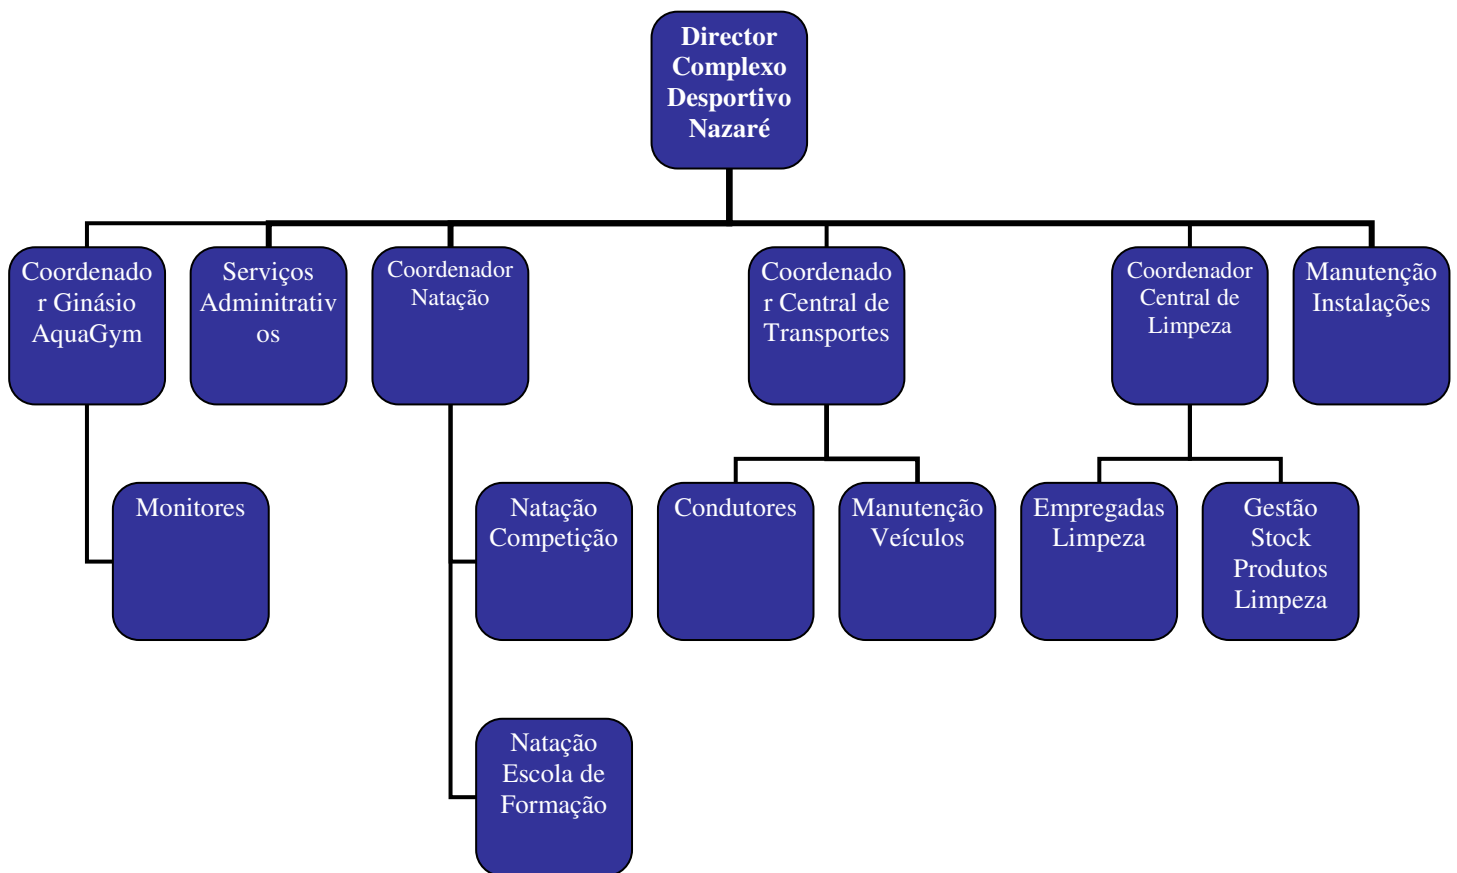 Director
Complexo
Desportivo
Nazaré
Coordenado
r Ginásio
AquaGym
Serviços
Adminitrativ
os
Coordenador
Natação
Coordenado
r Central de
Transportes
Coordenador
Central de
Limpeza
Manutenção
Instalações
Monitores
Natação
Competição
Condutores
Manutenção
Veículos
Empregadas
Limpeza
Gestão
Stock
Produtos
Limpeza
Natação
Escola de
Formação